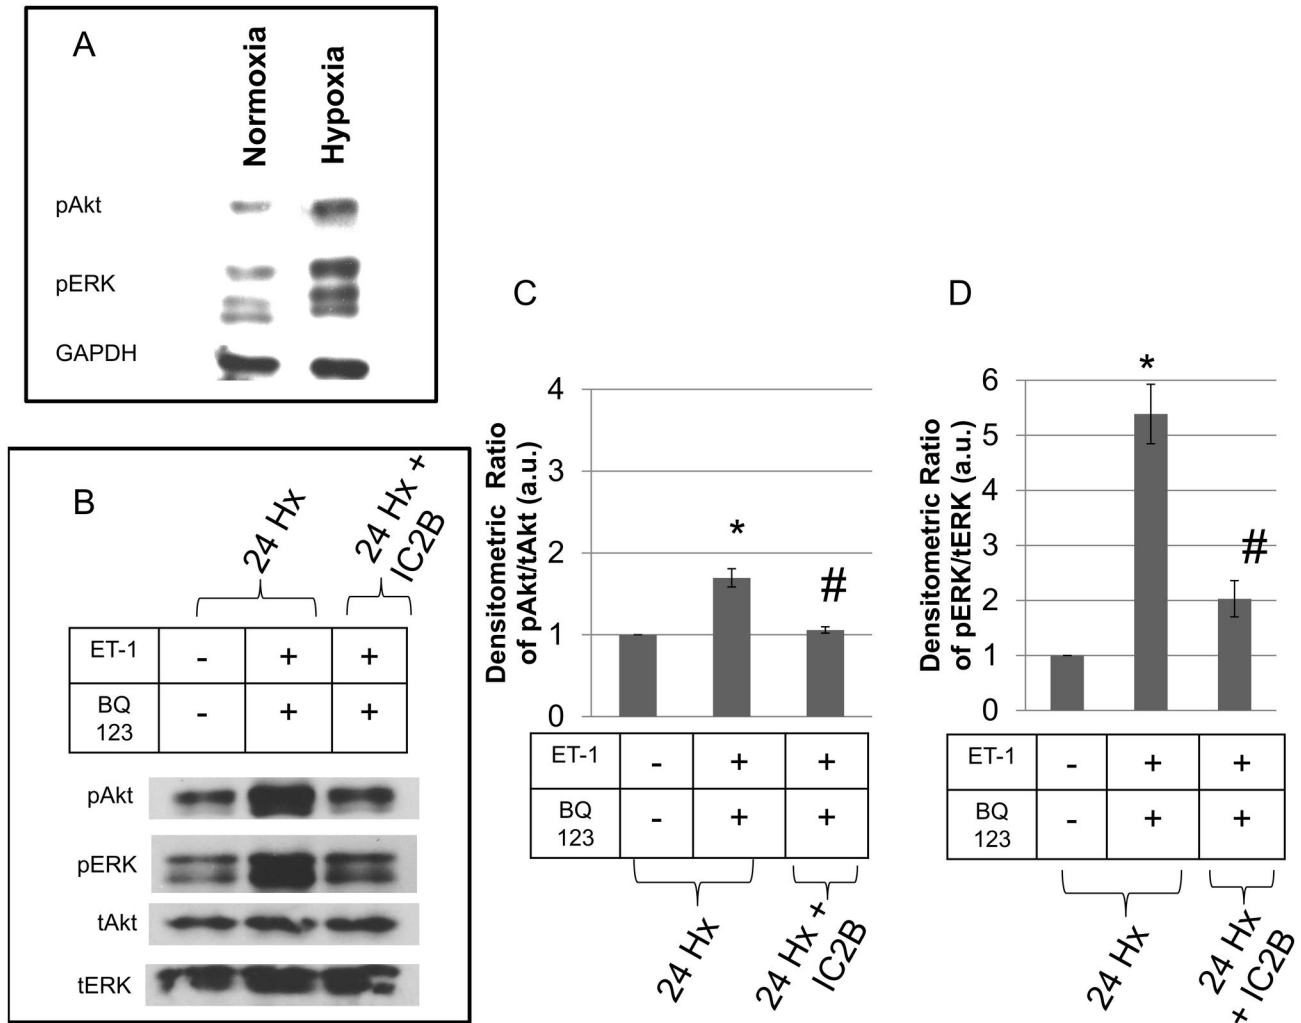 A
Normoxia
Hypoxia
pAkt
pERK
GAPDH
B
24 Hx
24 Hx +
IC2B
ET-1 - + +
BQ
123 - + +
pAkt
pERK
tAkt
tERK
C
Densitometric Ratio
of pAkt/tAkt (a.u.)
4
3
2
1
0
*
#
ET-1 - + +
BQ
123 - + +
24 Hx
24 Hx +
IC2B
D
Densitometric Ratio
of pERK/tERK (a.u.)
6
5
4
3
2
1
0
*
#
ET-1 - + +
BQ
123 - + +
24 Hx
24 Hx
+ IC2B